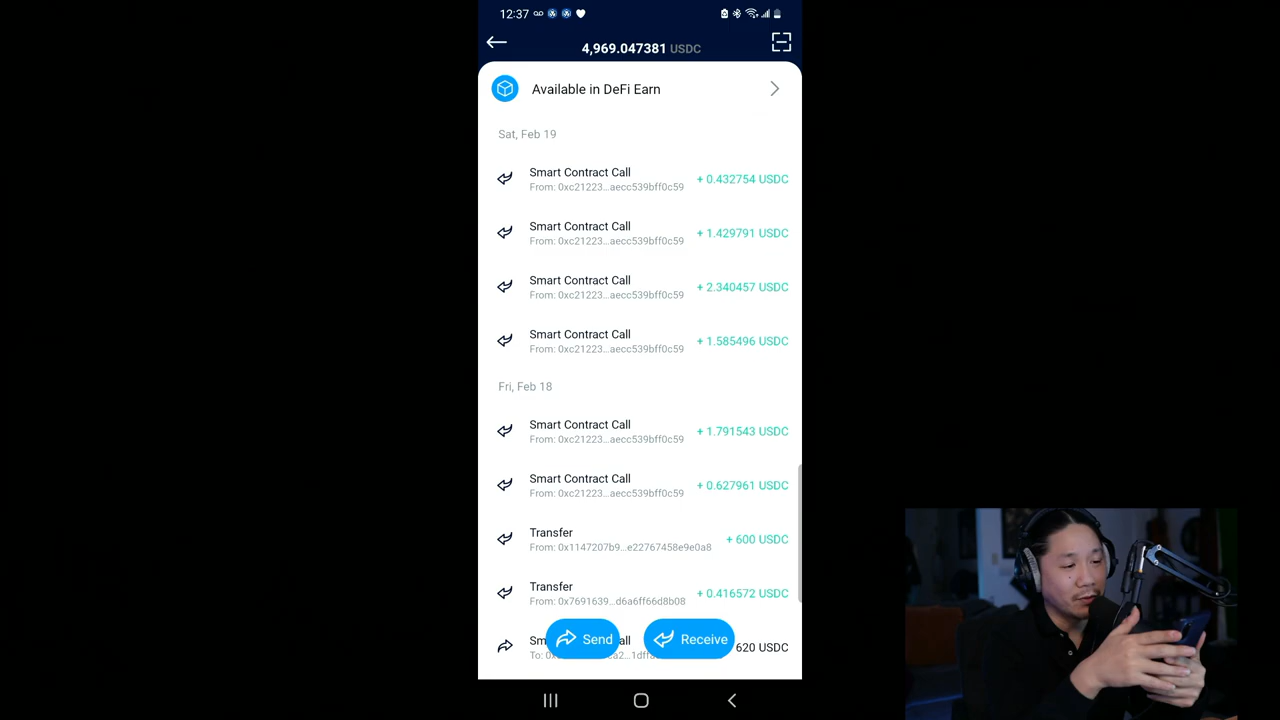 12:37
4,969.047381 USDC
Available in DeFi Earn
Sat, Feb 19
Smart Contract Call
From: 0xc21223...aecc539bff0c59
+ 0.432754 USDC
Smart Contract Call
From: 0xc21223...aecc539bff0c59
+ 1.429791 USDC
Smart Contract Call
From: 0xc21223...aecc539bff0c59
+ 2.340457 USDC
Smart Contract Call
From: 0xc21223...aecc539bff0c59
+ 1.585496 USDC
Fri, Feb 18
Smart Contract Call
From: 0xc21223...aecc539bff0c59
+ 1.791543 USDC
Smart Contract Call
From: 0xc21223...aecc539bff0c59
+ 0.627961 USDC
Transfer
From: 0x1147207b9...e22767458e9e0a8
+ 600 USDC
Transfer
From: 0x7691639...d6a6ff66d8b08
+ 0.416572 USDC
Send
Receive
620 USDC